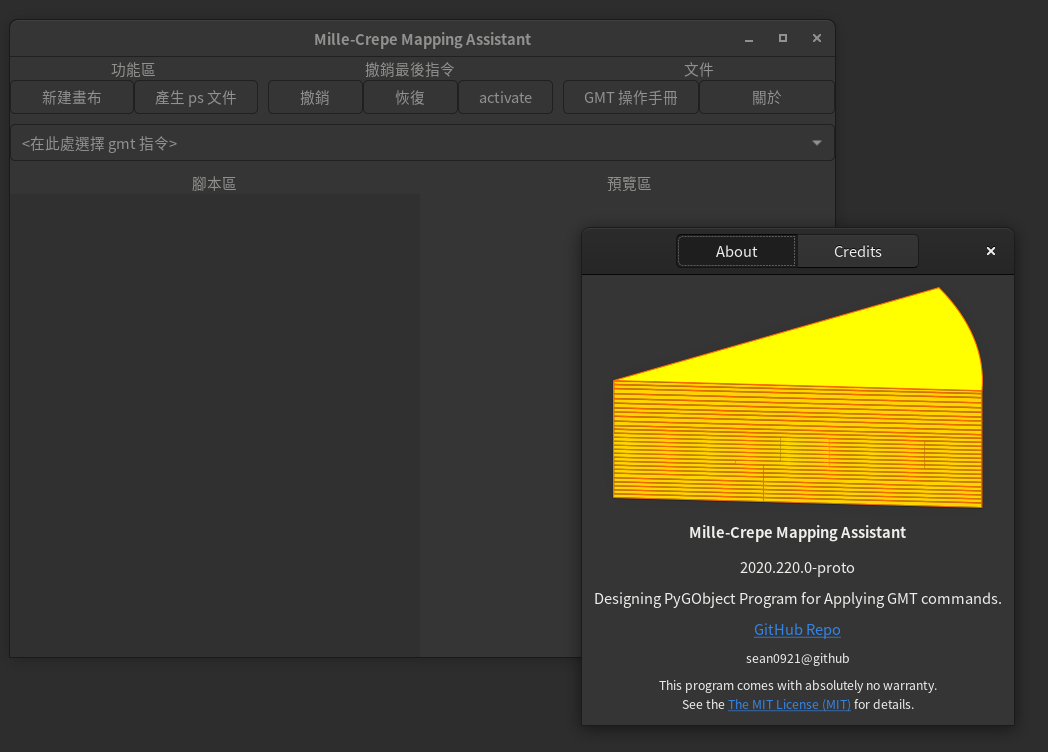 Mille-Crepe Mapping Assistant
功能區 撤銷最後指令 文件
新建畫布 產生 ps 文件 撤銷 恢復 activate GMT 操作手冊 關於
<在此處選擇 gmt 指令>
腳本區 預覽區
About Credits
Mille-Crepe Mapping Assistant
2020.220.0-proto
Designing PyGObject Program for Applying GMT commands.
GitHub Repo
sean0921@github
This program comes with absolutely no warranty.
See the The MIT License (MIT) for details.